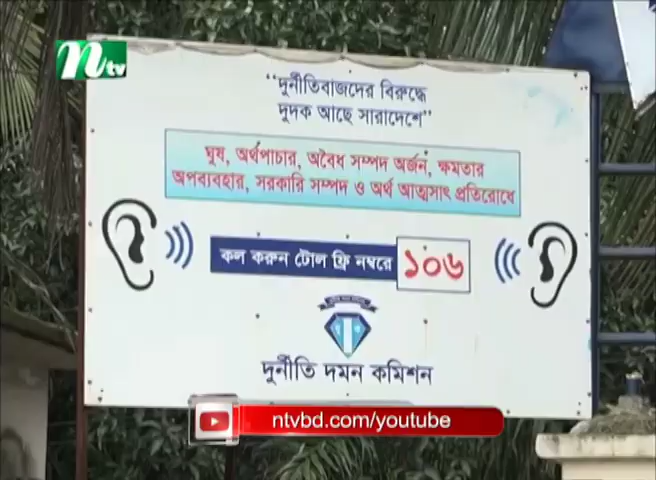 ntv
"দুর্নীতিবাজদের বিরুদ্ধে
দুদক আছে সারাদেশে"
ঘুষ, অর্থপাচার, অবৈধ সম্পদ অর্জন, ক্ষমতার
অপব্যবহার, সরকারি সম্পদ ও অর্থ আত্মসাৎ প্রতিরোধে
কল করুন টোল ফ্রি নম্বরে ১০৬
দুর্নীতি দমন কমিশন
ntvbd.com/youtube